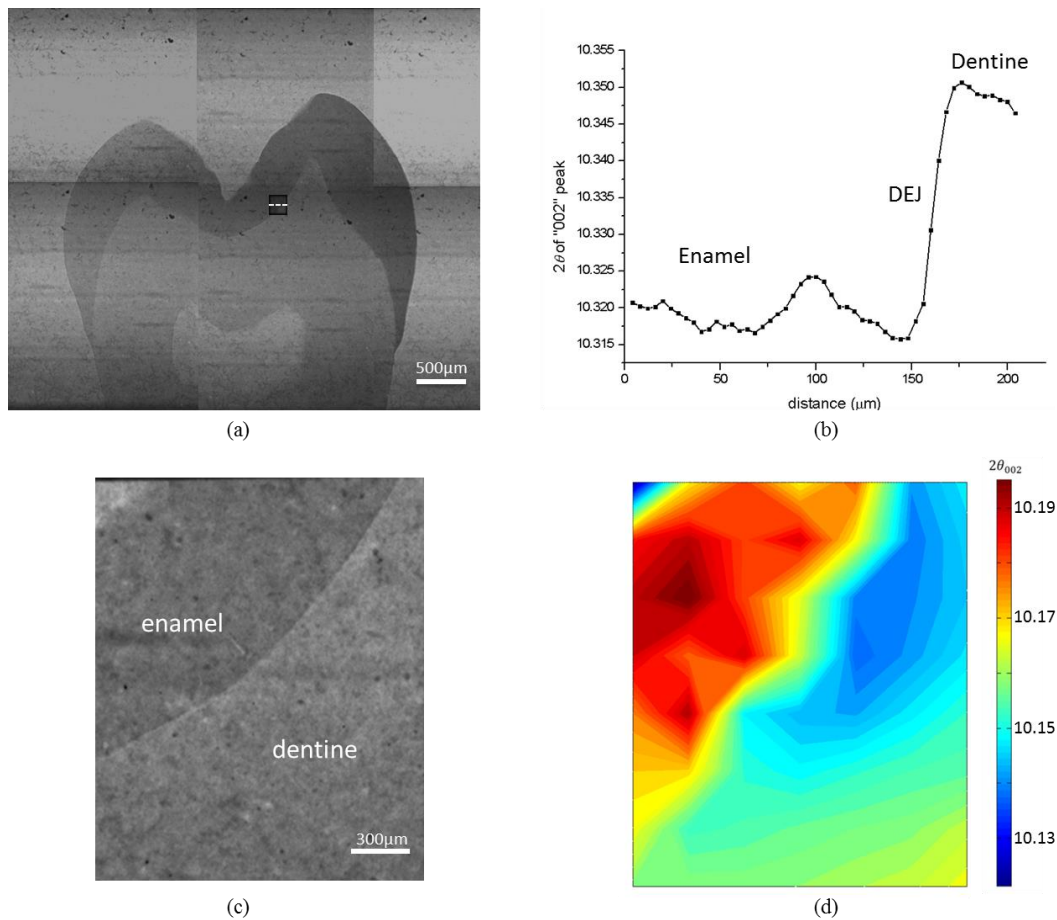 500μm
(a)
10.355
10.350
10.345
10.340
10.335
10.330
10.325
10.320
10.315
2θ of "002" peak
Enamel
DEJ
Dentine
0
50
100
150
200
distance (μm)
(b)
enamel
dentine
300μm
(c)
2θ002
10.19
10.17
10.15
10.13
(d)